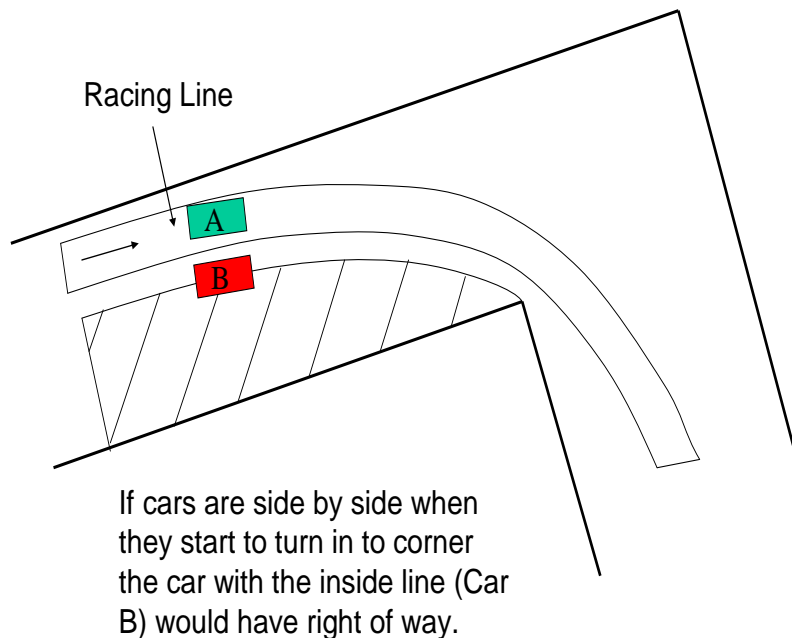 Racing Line
A
B
If cars are side by side when
they start to turn in to corner
the car with the inside line (Car
B) would have right of way.